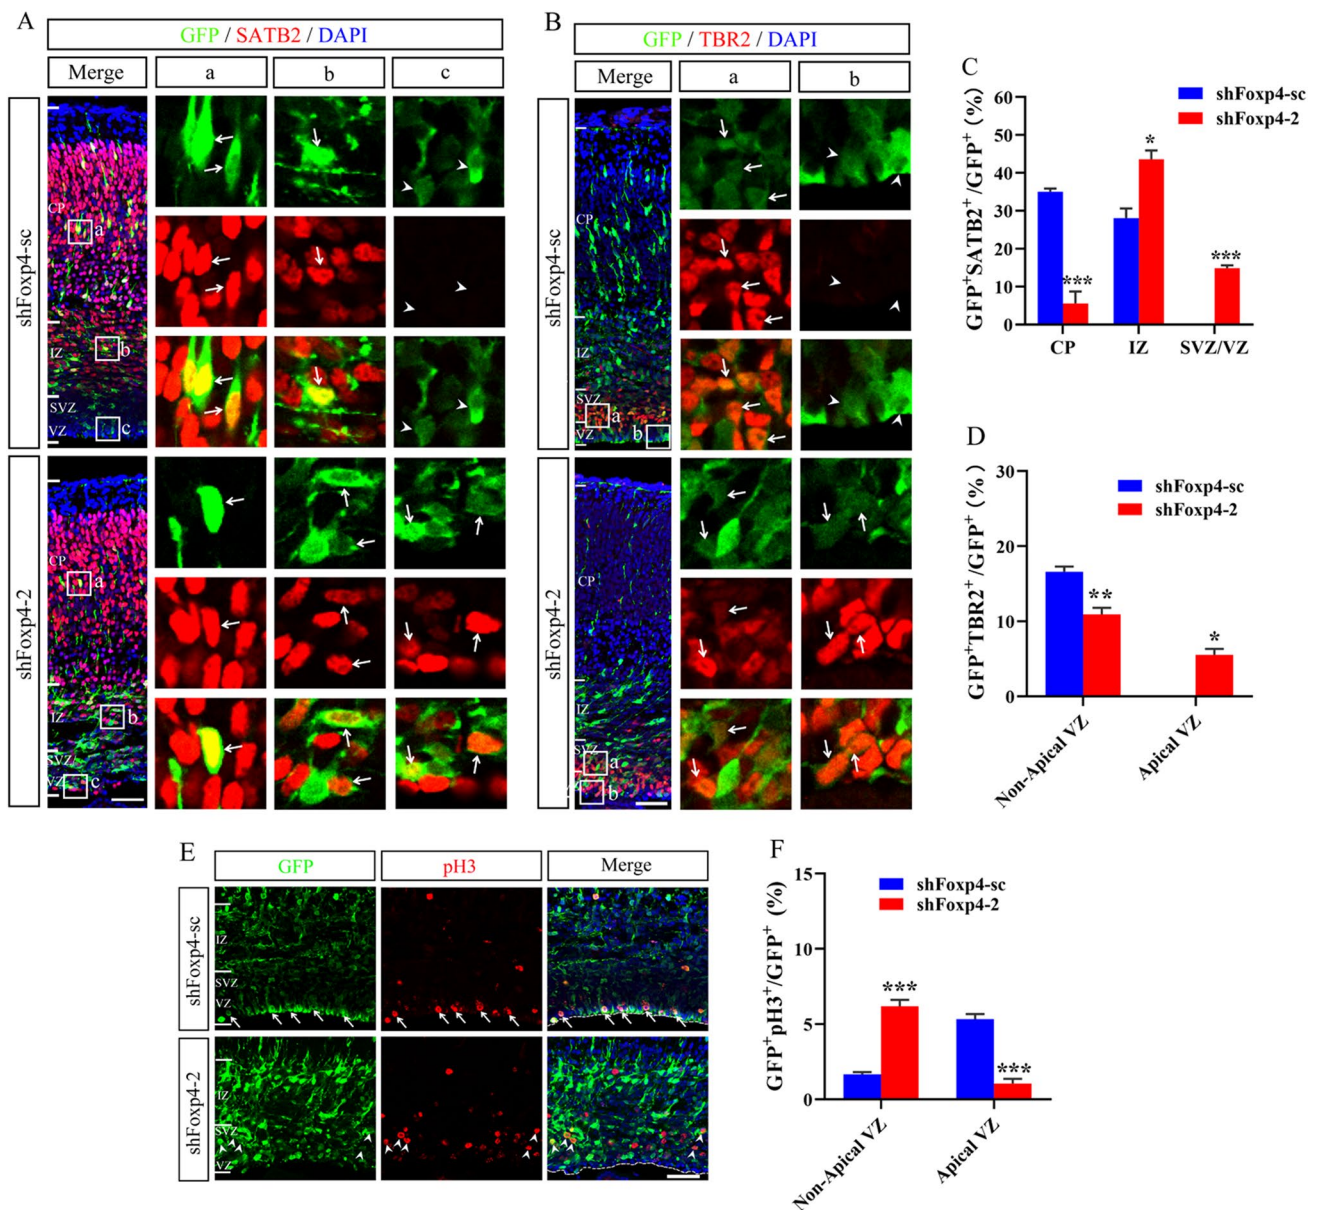 A
GFP / SATB2 / DAPI
Merge
a
b
c
shFoxp4-sc
CP
a
IZ
b
SVZ
VZ
c
shFoxp4-2
CP
a
IZ
b
SVZ/
VZ
c
B
GFP / TBR2 / DAPI
Merge
a
b
shFoxp4-sc
CP
IZ
SVZ
a
VZ
b
shFoxp4-2
CP
IZ
SVZ
a
b
C
GFP⁺SATB2⁺/GFP⁺ (%)
60
50
40
30
20
10
0
shFoxp4-sc
shFoxp4-2
***
*
***
CP
IZ
SVZ/VZ
D
GFP⁺TBR2⁺/GFP⁺ (%)
30
20
10
0
shFoxp4-sc
shFoxp4-2
**
*
Non-Apical VZ
Apical VZ
E
GFP
pH3
Merge
shFoxp4-sc
IZ
SVZ
VZ
shFoxp4-2
IZ
SVZ
VZ
F
GFP⁺pH3⁺/GFP⁺ (%)
15
10
5
0
shFoxp4-sc
shFoxp4-2
***
***
Non-Apical VZ
Apical VZ